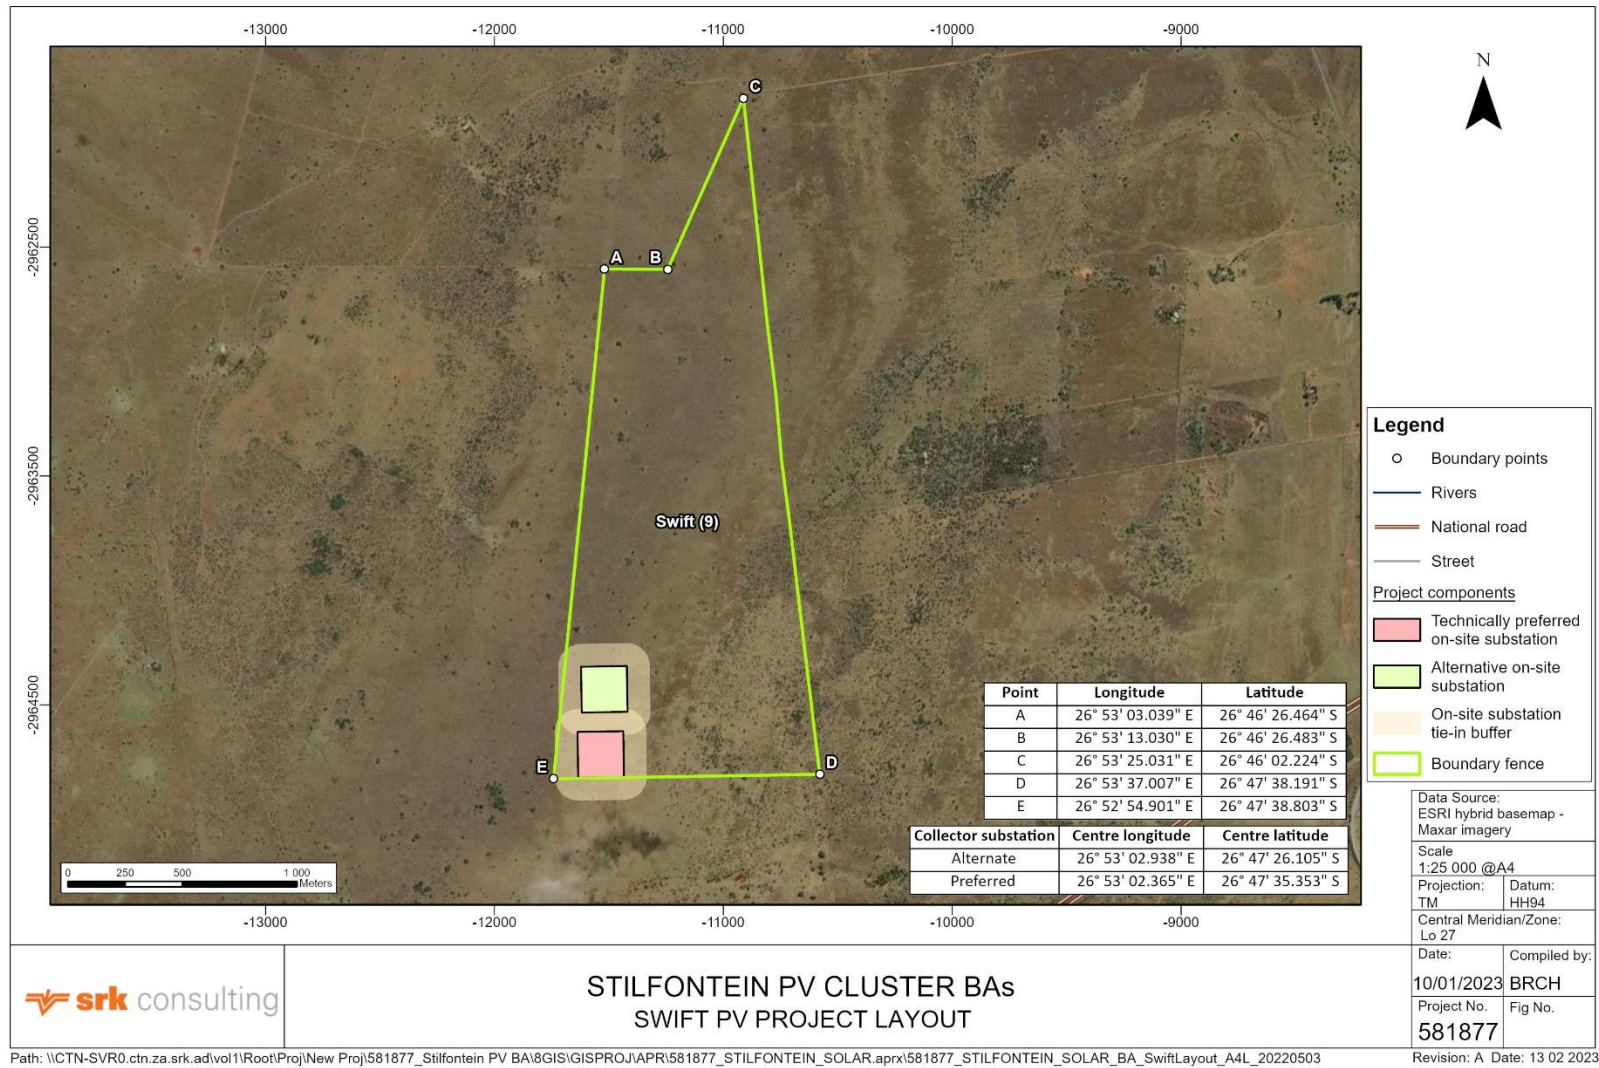 -13000 -12000 -11000 -10000 -9000
N
C
-2962500
A B
-2963500
Swift (9)
-2964500
E
D
Legend
Boundary points
Rivers
National road
Street
Project components
Technically preferred
on-site substation
Alternative on-site
substation
On-site substation
tie-in buffer
Boundary fence
Point Longitude Latitude
A 26° 53' 03.039" E 26° 46' 26.464" S
B 26° 53' 13.030" E 26° 46' 26.483" S
C 26° 53' 25.031" E 26° 46' 02.224" S
D 26° 53' 37.007" E 26° 47' 38.191" S
E 26° 52' 54.901" E 26° 47' 38.803" S
Collector substation Centre longitude Centre latitude
Alternate 26° 53' 02.938" E 26° 47' 26.105" S
Preferred 26° 53' 02.365" E 26° 47' 35.353" S
0 250 500 1 000
Meters
-13000 -12000 -11000 -10000 -9000
Data Source:
ESRI hybrid basemap -
Maxar imagery
Scale
1:25 000 @A4
Projection: Datum:
TM HH94
Central Meridian/Zone:
Lo 27
Date: Compiled by:
10/01/2023 BRCH
Project No. Fig No.
581877
srk consulting
STILFONTEIN PV CLUSTER BAs
SWIFT PV PROJECT LAYOUT
Path: \\CTN-SVR0.ctn.za.srk.ad\vol1\Root\Proj\New Proj\581877_Stilfontein PV BA\8GIS\GISPROJ\APR\581877_STILFONTEIN_SOLAR.aprx\581877_STILFONTEIN_SOLAR_BA_SwiftLayout_A4L_20220503
Revision: A Date: 13 02 2023